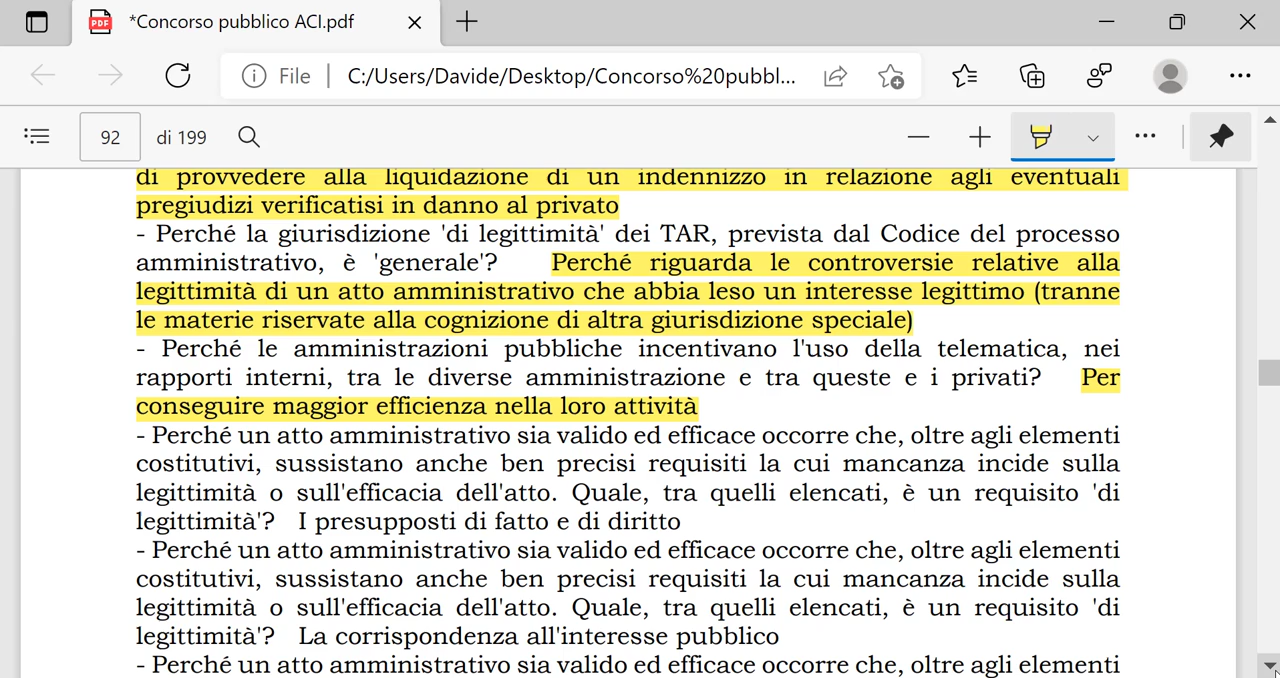 *Concorso pubblico ACI.pdf
File | C:/Users/Davide/Desktop/Concorso%20pubbl...
92 di 199
di provvedere alla liquidazione di un indennizzo in relazione agli eventuali
pregiudizi verificatisi in danno al privato
- Perché la giurisdizione 'di legittimità' dei TAR, prevista dal Codice del processo
amministrativo, è 'generale'? Perché riguarda le controversie relative alla
legittimità di un atto amministrativo che abbia leso un interesse legittimo (tranne
le materie riservate alla cognizione di altra giurisdizione speciale)
- Perché le amministrazioni pubbliche incentivano l'uso della telematica, nei
rapporti interni, tra le diverse amministrazione e tra queste e i privati? Per
conseguire maggior efficienza nella loro attività
- Perché un atto amministrativo sia valido ed efficace occorre che, oltre agli elementi
costitutivi, sussistano anche ben precisi requisiti la cui mancanza incide sulla
legittimità o sull'efficacia dell'atto. Quale, tra quelli elencati, è un requisito 'di
legittimità'? I presupposti di fatto e di diritto
- Perché un atto amministrativo sia valido ed efficace occorre che, oltre agli elementi
costitutivi, sussistano anche ben precisi requisiti la cui mancanza incide sulla
legittimità o sull'efficacia dell'atto. Quale, tra quelli elencati, è un requisito 'di
legittimità'? La corrispondenza all'interesse pubblico
- Perché un atto amministrativo sia valido ed efficace occorre che, oltre agli elementi